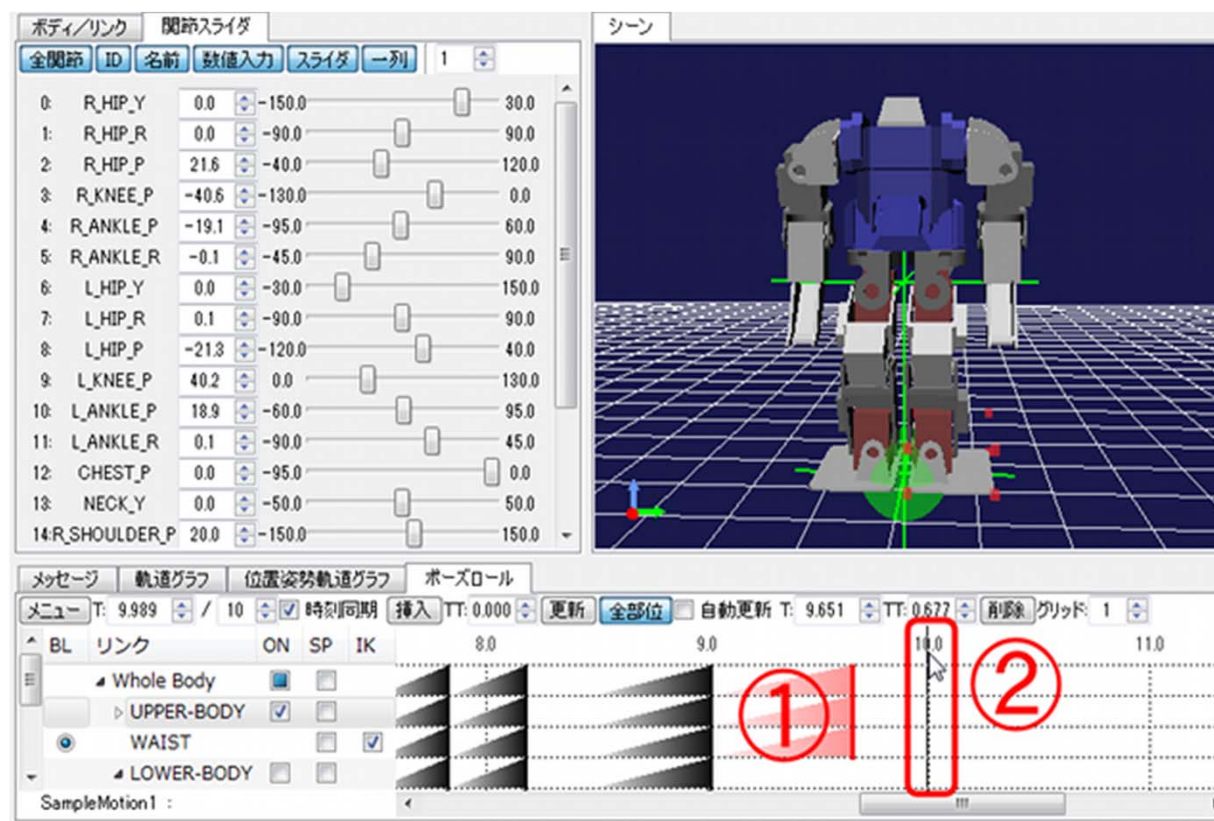 ボディ/リンク 関節スライダ
全関節 ID 名前 数値入力 スライダ 一列 1
0: R_HIP_Y 0.0 -150.0 30.0
1: R_HIP_R 0.0 -90.0 90.0
2: R_HIP_P 21.6 -40.0 120.0
3: R_KNEE_P -40.6 -130.0 0.0
4: R_ANKLE_P -19.1 -95.0 60.0
5: R_ANKLE_R -0.1 -45.0 90.0
6: L_HIP_Y 0.0 -30.0 150.0
7: L_HIP_R 0.1 -90.0 90.0
8: L_HIP_P -21.3 -120.0 40.0
9: L_KNEE_P 40.2 0.0 130.0
10: L_ANKLE_P 18.9 -60.0 95.0
11: L_ANKLE_R 0.1 -90.0 45.0
12: CHEST_P 0.0 -95.0 0.0
13: NECK_Y 0.0 -50.0 50.0
14:R_SHOULDER_P 20.0 -150.0 150.0
シーン
メッセージ 軌道グラフ 位置姿勢軌道グラフ ポーズロール
メニュー T: 9.989 / 10 時刻同期 挿入 TT: 0.000 更新 全部位 自動更新 T: 9.651 TT: 0.677 削除 グリッド: 1
BL リンク ON SP IK 8.0 9.0 10.0 11.0
Whole Body
UPPER-BODY
WAIST
LOWER-BODY
① ②
SampleMotion1 :